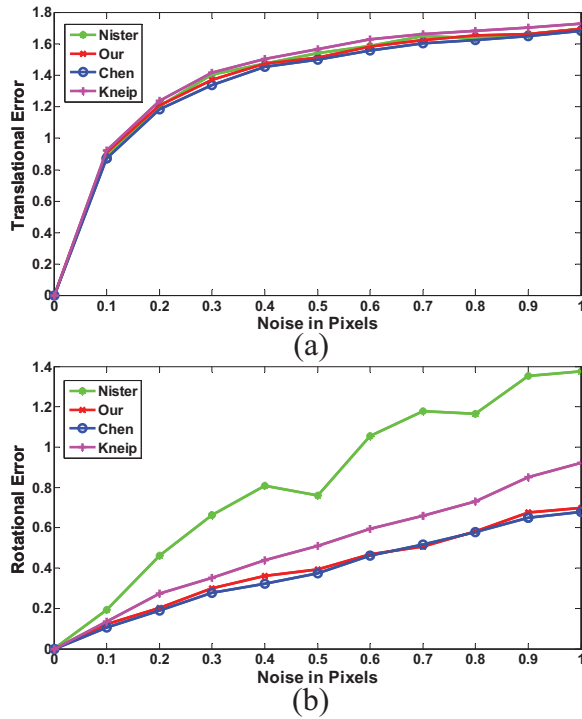 1.8
1.6
1.4
1.2
1
0.8
0.6
0.4
0.2
0
Translational Error
Nister
Our
Chen
Kneip
0 0.1 0.2 0.3 0.4 0.5 0.6 0.7 0.8 0.9 1
Noise in Pixels
(a)
1.4
1.2
1
0.8
0.6
0.4
0.2
0
Rotational Error
Nister
Our
Chen
Kneip
0 0.1 0.2 0.3 0.4 0.5 0.6 0.7 0.8 0.9 1
Noise in Pixels
(b)